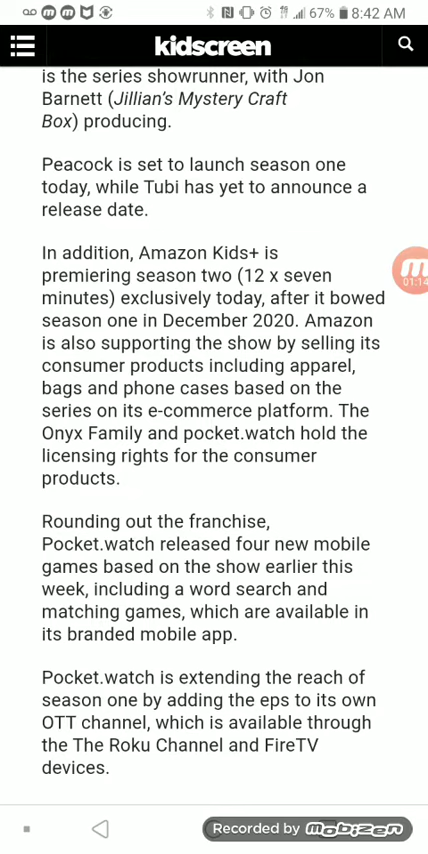 67% 8:42 AM
kidscreen
is the series showrunner, with Jon
Barnett (Jillian's Mystery Craft
Box) producing.
Peacock is set to launch season one
today, while Tubi has yet to announce a
release date.
In addition, Amazon Kids+ is
premiering season two (12 x seven
minutes) exclusively today, after it bowed
season one in December 2020. Amazon
is also supporting the show by selling its
consumer products including apparel,
bags and phone cases based on the
series on its e-commerce platform. The
Onyx Family and pocket.watch hold the
licensing rights for the consumer
products.
01:14
Rounding out the franchise,
Pocket.watch released four new mobile
games based on the show earlier this
week, including a word search and
matching games, which are available in
its branded mobile app.
Pocket.watch is extending the reach of
season one by adding the eps to its own
OTT channel, which is available through
the The Roku Channel and FireTV
devices.
Recorded by mobizen